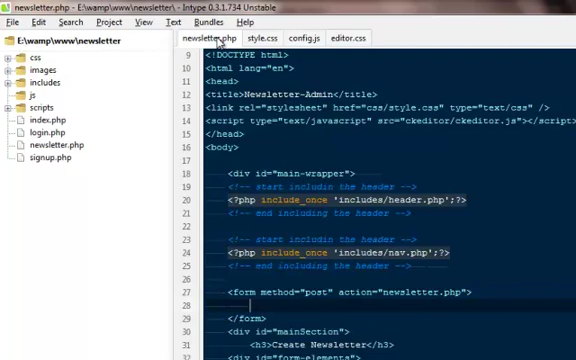 newsletter.php - E:\wamp\www\newsletter\ - Intype 0.3.1.734 Unstable
File Edit Search Project View Text Bundles Help
E:\wamp\www\newsletter
css
images
includes
js
scripts
index.php
login.php
newsletter.php
signup.php
newsletter.php style.css config.js editor.css
9 <!DOCTYPE html>
10 <html lang="en">
11 <head>
12 <title>Newsletter-Admin</title>
13 <link rel="stylesheet" href="css/style.css" type="text/css" />
14 <script type="text/javascript" src="ckeditor/ckeditor.js"></script>
15 </head>
16 <body>
17
18 <div id="main-wrapper">
19 <!-- start includin the header -->
20 <?php include_once 'includes/header.php';?>
21 <!-- end including the header -->
22
23 <!-- start includin the header -->
24 <?php include_once 'includes/nav.php';?>
25 <!-- end including the header -->
26
27 <form method="post" action="newsletter.php">
28
29 </form>
30 <div id="mainSection">
31 <h3>Create Newsletter</h3>
32 <div id="form-elements">